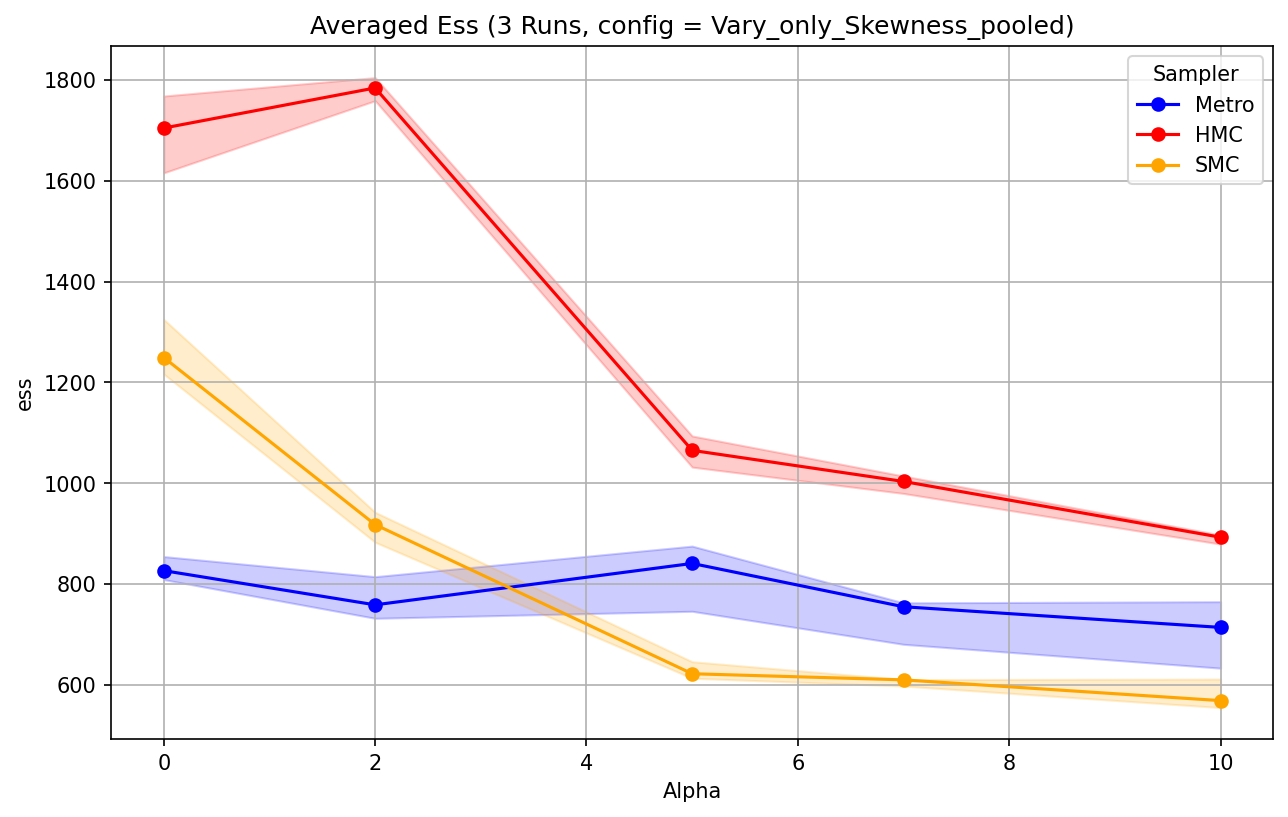 Averaged Ess (3 Runs, config = Vary_only_Skewness_pooled)
Sampler
Metro
HMC
SMC
1800
1600
1400
1200
1000
800
600
ess
0 2 4 6 8 10
Alpha